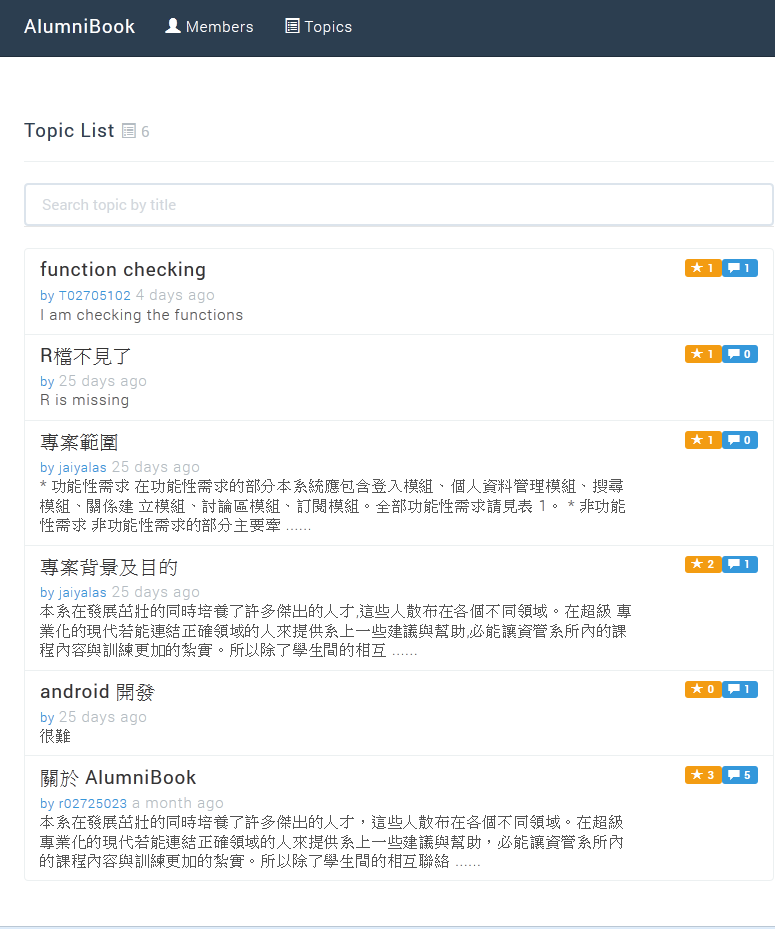 AlumniBook Members Topics
Topic List 6
Search topic by title
function checking 1 1
by T02705102 4 days ago
I am checking the functions
R檔不見了 1 0
by 25 days ago
R is missing
專案範圍 1 0
by jaiyalas 25 days ago
* 功能性需求 在功能性需求的部分本系統應包含登入模組、個人資料管理模組、搜尋
模組、關係建 立模組、討論區模組、訂閱模組。全部功能性需求請見表 1。 * 非功能
性需求 非功能性需求的部分主要牽 ......
專案背景及目的 2 1
by jaiyalas 25 days ago
本系在發展茁壯的同時培養了許多傑出的人才,這些人散布在各個不同領域。在超級 專
業化的現代若能連結正確領域的人來提供系上一些建議與幫助,必能讓資管系所內的課
程內容與訓練更加的紮實。所以除了學生間的相互 ......
android 開發 0 1
by 25 days ago
很難
關於 AlumniBook 3 5
by r02725023 a month ago
本系在發展茁壯的同時培養了許多傑出的人才，這些人散布在各個不同領域。在超級
專業化的現代若能連結正確領域的人來提供系上一些建議與幫助，必能讓資管系所內
的課程內容與訓練更加的紮實。所以除了學生間的相互聯絡 ......